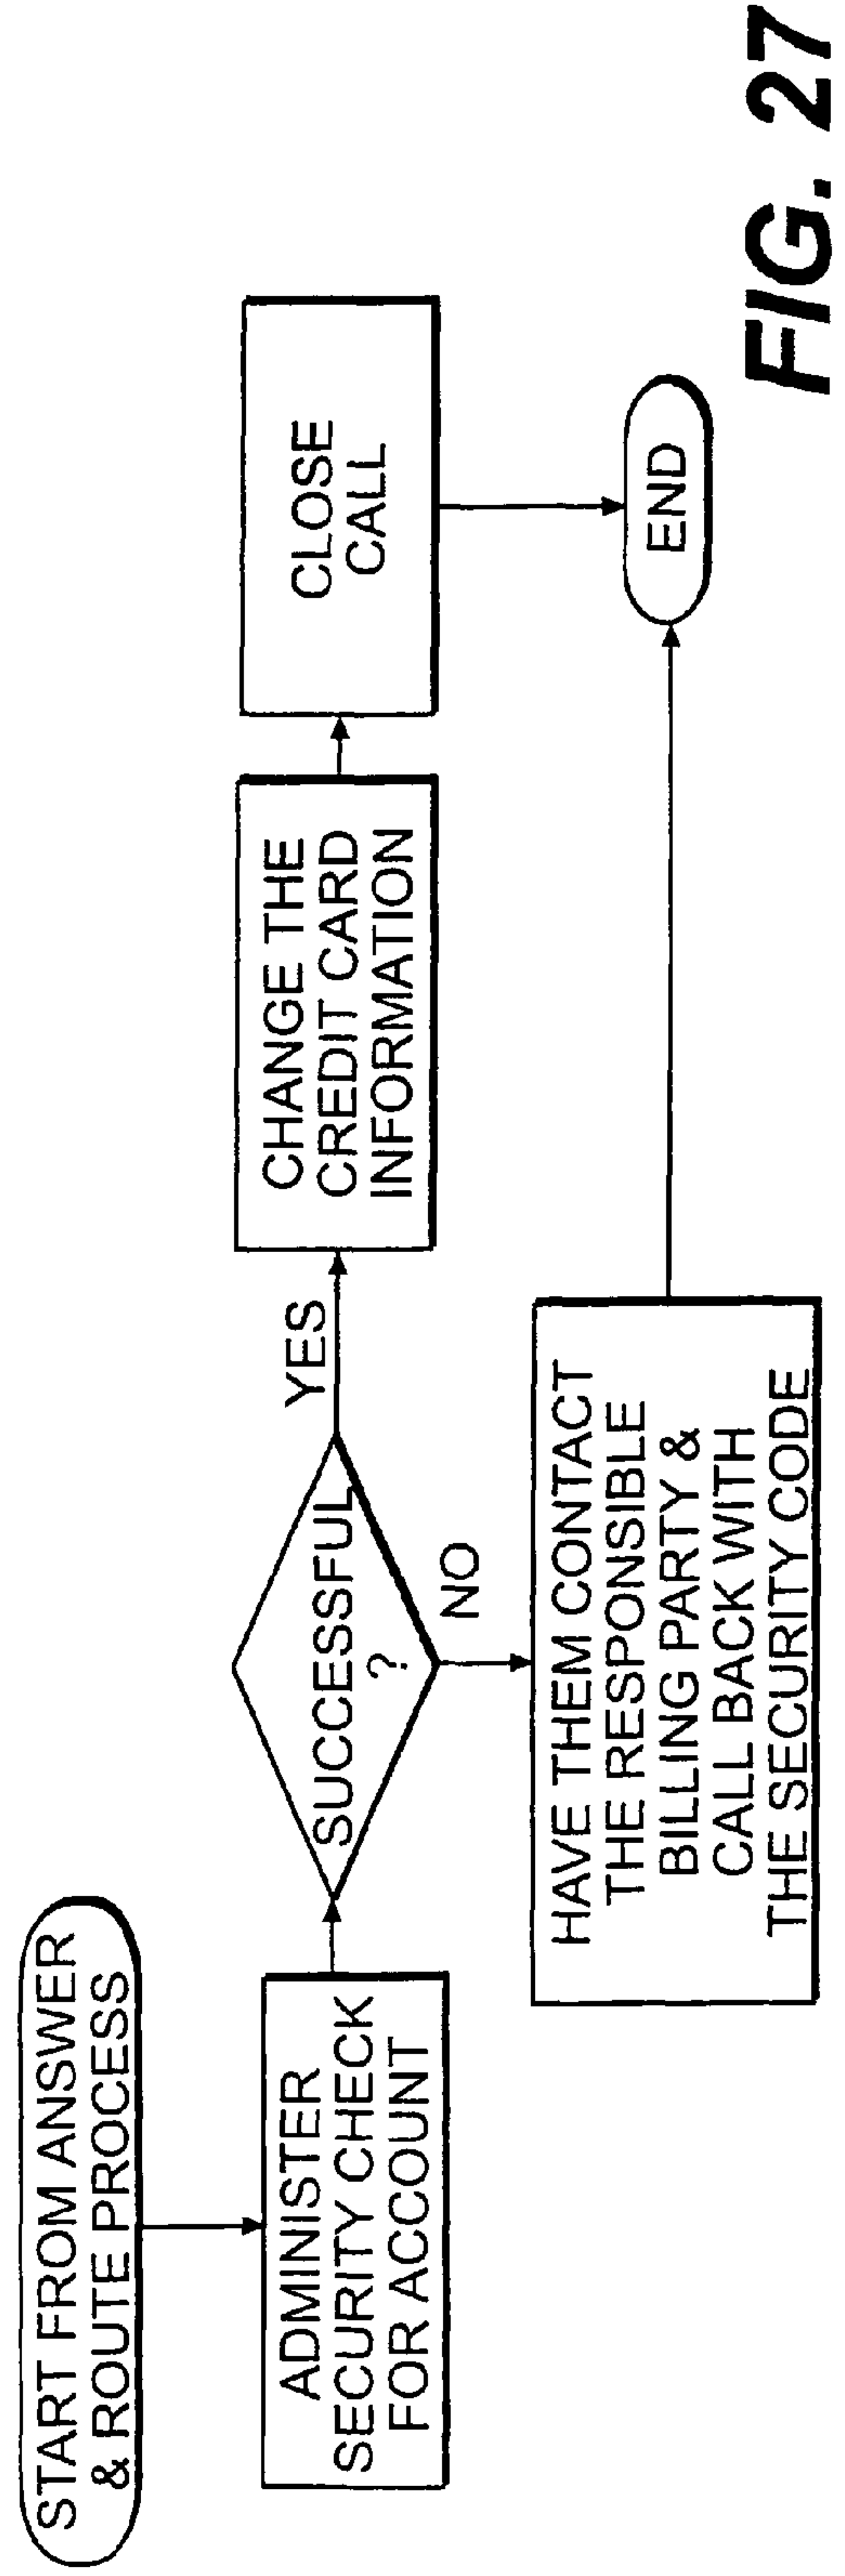 START FROM ANSWER
& ROUTE PROCESS
ADMINISTER
SECURITY CHECK
FOR ACCOUNT
SUCCESSFUL
?
YES
NO
CHANGE THE
CREDIT CARD
INFORMATION
CLOSE
CALL
HAVE THEM CONTACT
THE RESPONSIBLE
BILLING PARTY &
CALL BACK WITH
THE SECURITY CODE
END
FIG. 27